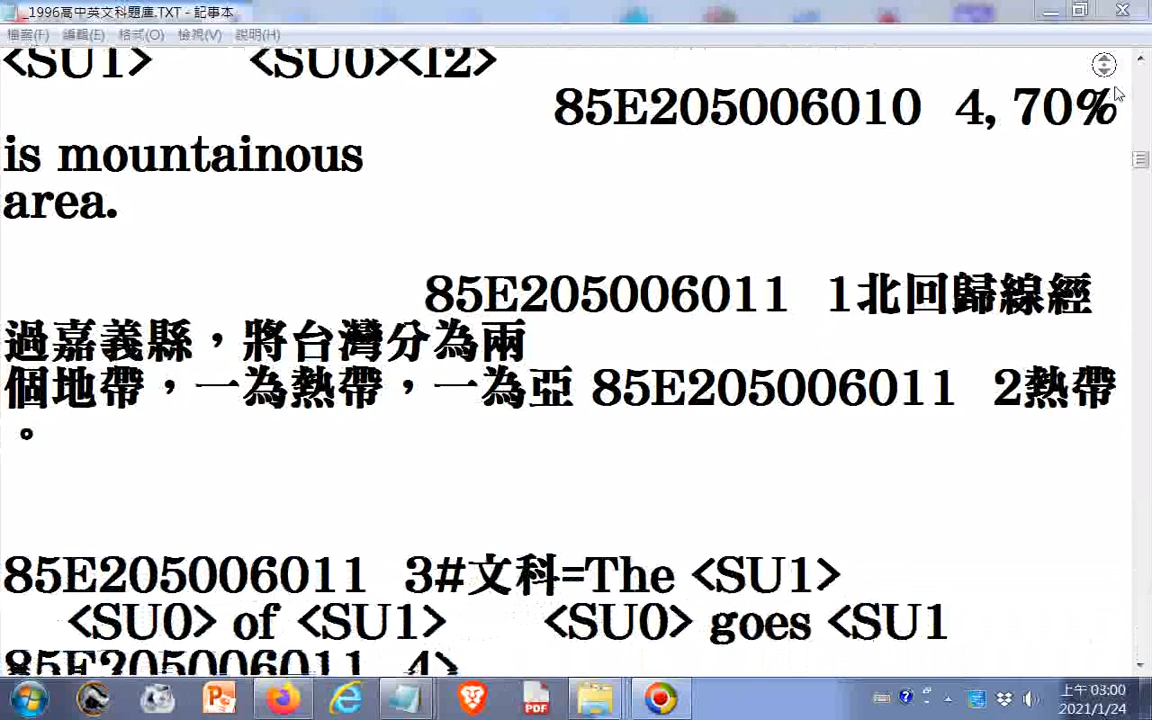 _1996高中英文科題庫.TXT - 記事本
檔案(F) 編輯(E) 格式(O) 檢視(V) 說明(H)
<SU1> <SU0><I2>
85E205006010 4, 70%
is mountainous
area.
85E205006011 1北回歸線經
過嘉義縣，將台灣分為兩
個地帶，一為熱帶，一為亞 85E205006011 2熱帶
。
85E205006011 3#文科=The <SU1>
<SU0> of <SU1> <SU0> goes <SU1
85E205006011 4>
PDF
上午 03:00
2021/1/24